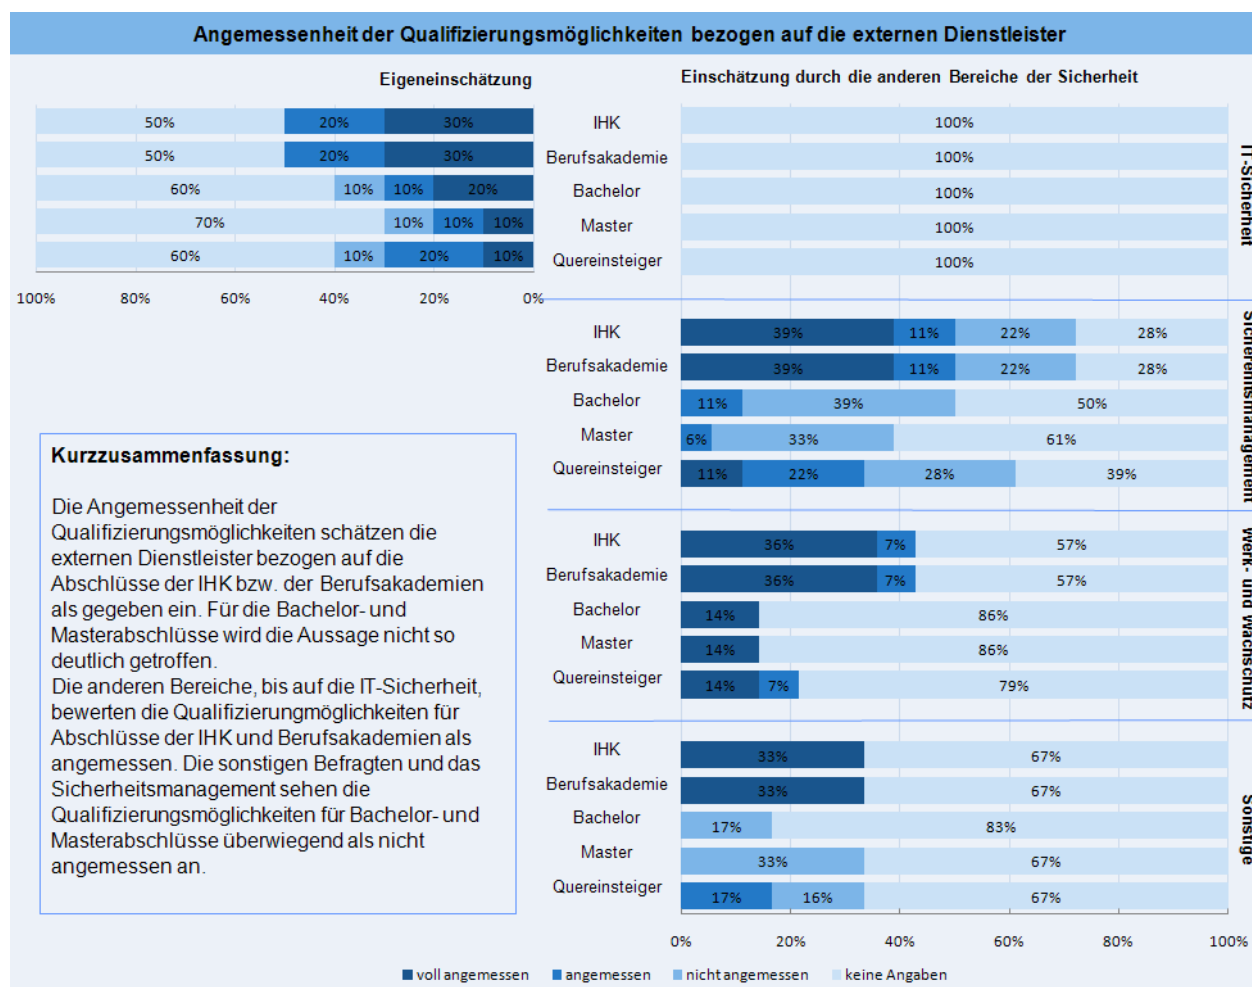 Angemessenheit der Qualifizierungsmöglichkeiten bezogen auf die externen Dienstleister
Eigeneinschätzung
50% 20% 30%
50% 20% 30%
60% 10% 10% 20%
70% 10% 10% 10%
60% 10% 20% 10%
100% 80% 60% 40% 20% 0%
Einschätzung durch die anderen Bereiche der Sicherheit
IHK 100%
Berufsakademie 100%
Bachelor 100%
Master 100%
Quereinsteiger 100%
IT-Sicherheit
IHK 39% 11% 22% 28%
Berufsakademie 39% 11% 22% 28%
Bachelor 11% 39% 50%
Master 6% 33% 61%
Quereinsteiger 11% 22% 28% 39%
Sicherheitsmanagement
IHK 36% 7% 57%
Berufsakademie 36% 7% 57%
Bachelor 14% 86%
Master 14% 86%
Quereinsteiger 14% 7% 79%
Werk- und Wachschutz
IHK 33% 67%
Berufsakademie 33% 67%
Bachelor 17% 83%
Master 33% 67%
Quereinsteiger 17% 16% 67%
Sonstige
0% 20% 40% 60% 80% 100%
voll angemessen angemessen nicht angemessen keine Angaben
Kurzzusammenfassung:
Die Angemessenheit der
Qualifizierungsmöglichkeiten schätzen die
externen Dienstleister bezogen auf die
Abschlüsse der IHK bzw. der Berufsakademien
als gegeben ein. Für die Bachelor- und
Masterabschlüsse wird die Aussage nicht so
deutlich getroffen.
Die anderen Bereiche, bis auf die IT-Sicherheit,
bewerten die Qualifizierungmöglichkeiten für
Abschlüsse der IHK und Berufsakademien als
angemessen. Die sonstigen Befragten und das
Sicherheitsmanagement sehen die
Qualifizierungsmöglichkeiten für Bachelor- und
Masterabschlüsse überwiegend als nicht
angemessen an.